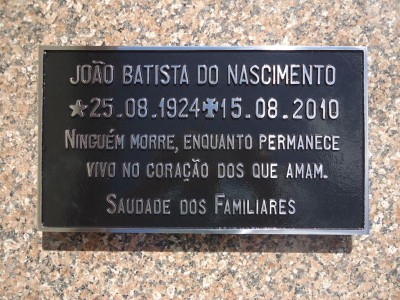 JOÃO BATISTA DO NASCIMENTO
★25.08.1924✝15.08.2010
NINGUÉM MORRE, ENQUANTO PERMANECE
VIVO NO CORAÇÃO DOS QUE AMAM.
SAUDADE DOS FAMILIARES